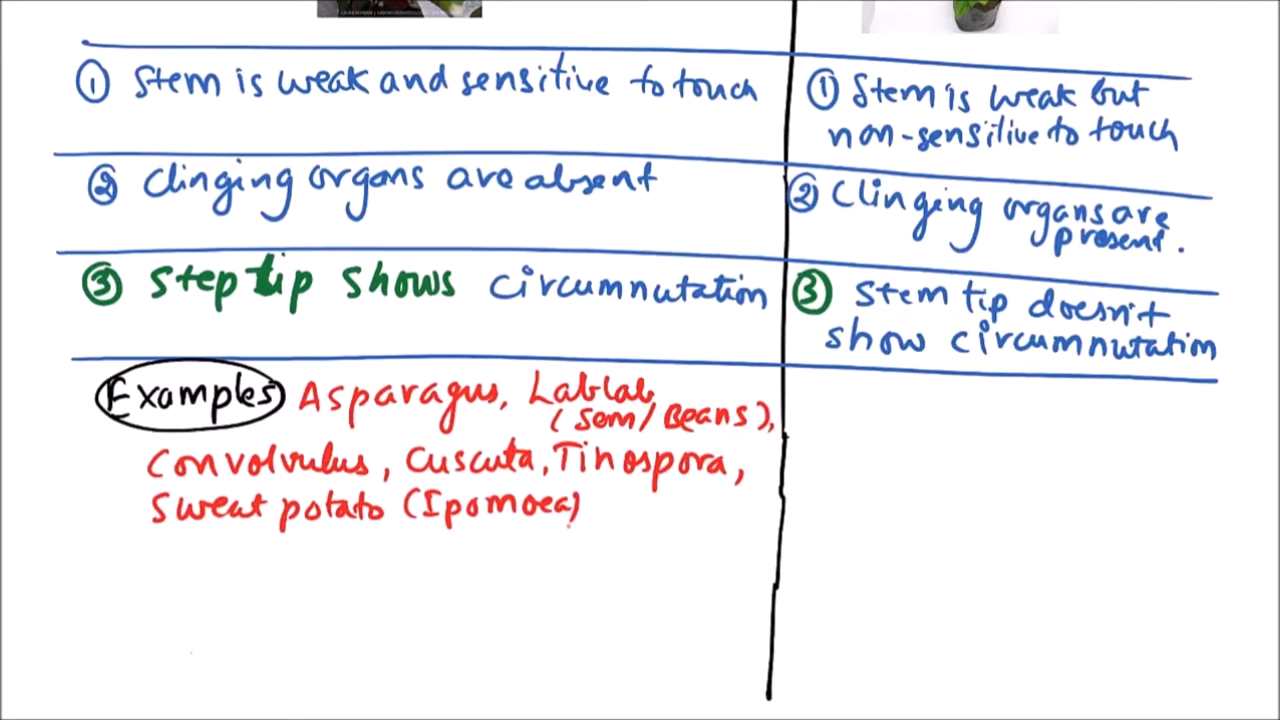 ① Stem is weak and sensitive to touch
① Stem is weak but
non-sensitive to touch
② Clinging organs are absent
② Clinging organs are
present.
③ Step tip shows circumnutation
③ Stem tip doesn't
show circumnutation
Examples Asparagus, Lablab
(Sem/Beans),
Convolvulus, Cuscuta, Tinospora,
Sweat potato (Ipomoea)